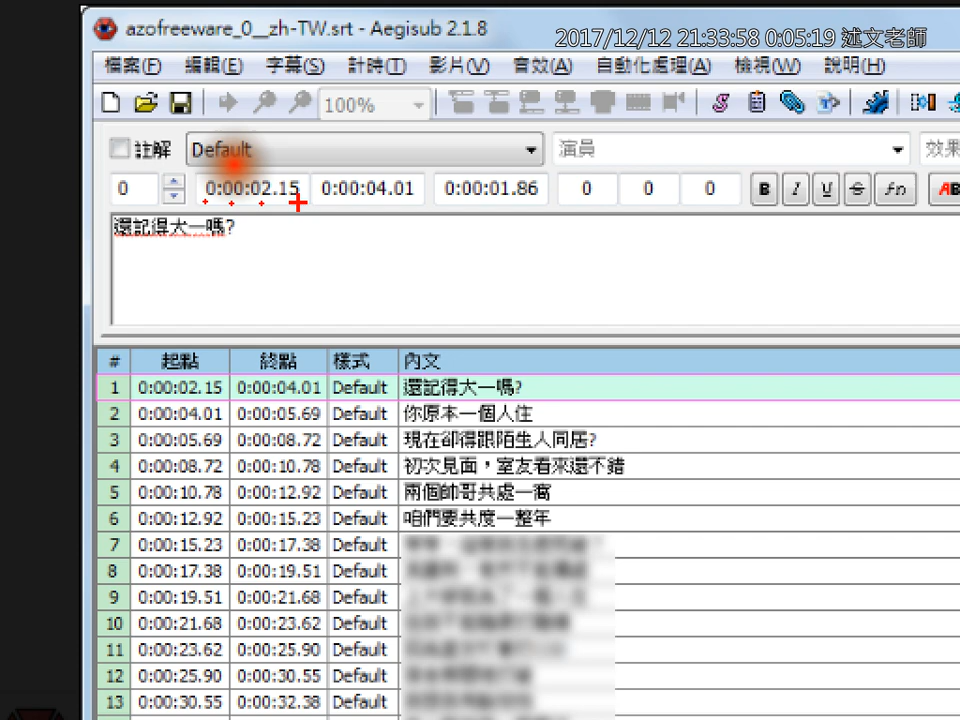 azofreeware_0__zh-TW.srt - Aegisub 2.1.8
2017/12/12 21:33:58 0:05:19 述文老師
檔案(F) 編輯(E) 字幕(S) 計時(T) 影片(V) 音效(A) 自動化處理(A) 檢視(W) 說明(H)
100%
註解 Default 演員 效果
0 0:00:02.15 0:00:04.01 0:00:01.86 0 0 0 B I U S fn AB
還記得大一嗎?
# 起點 終點 樣式 內文
1 0:00:02.15 0:00:04.01 Default 還記得大一嗎?
2 0:00:04.01 0:00:05.69 Default 你原本一個人住
3 0:00:05.69 0:00:08.72 Default 現在卻得跟陌生人同居?
4 0:00:08.72 0:00:10.78 Default 初次見面，室友看來還不錯
5 0:00:10.78 0:00:12.92 Default 兩個帥哥共處一窩
6 0:00:12.92 0:00:15.23 Default 咱們要共度一整年
7 0:00:15.23 0:00:17.38 Default
8 0:00:17.38 0:00:19.51 Default
9 0:00:19.51 0:00:21.68 Default
10 0:00:21.68 0:00:23.62 Default
11 0:00:23.62 0:00:25.90 Default
12 0:00:25.90 0:00:30.55 Default
13 0:00:30.55 0:00:32.38 Default